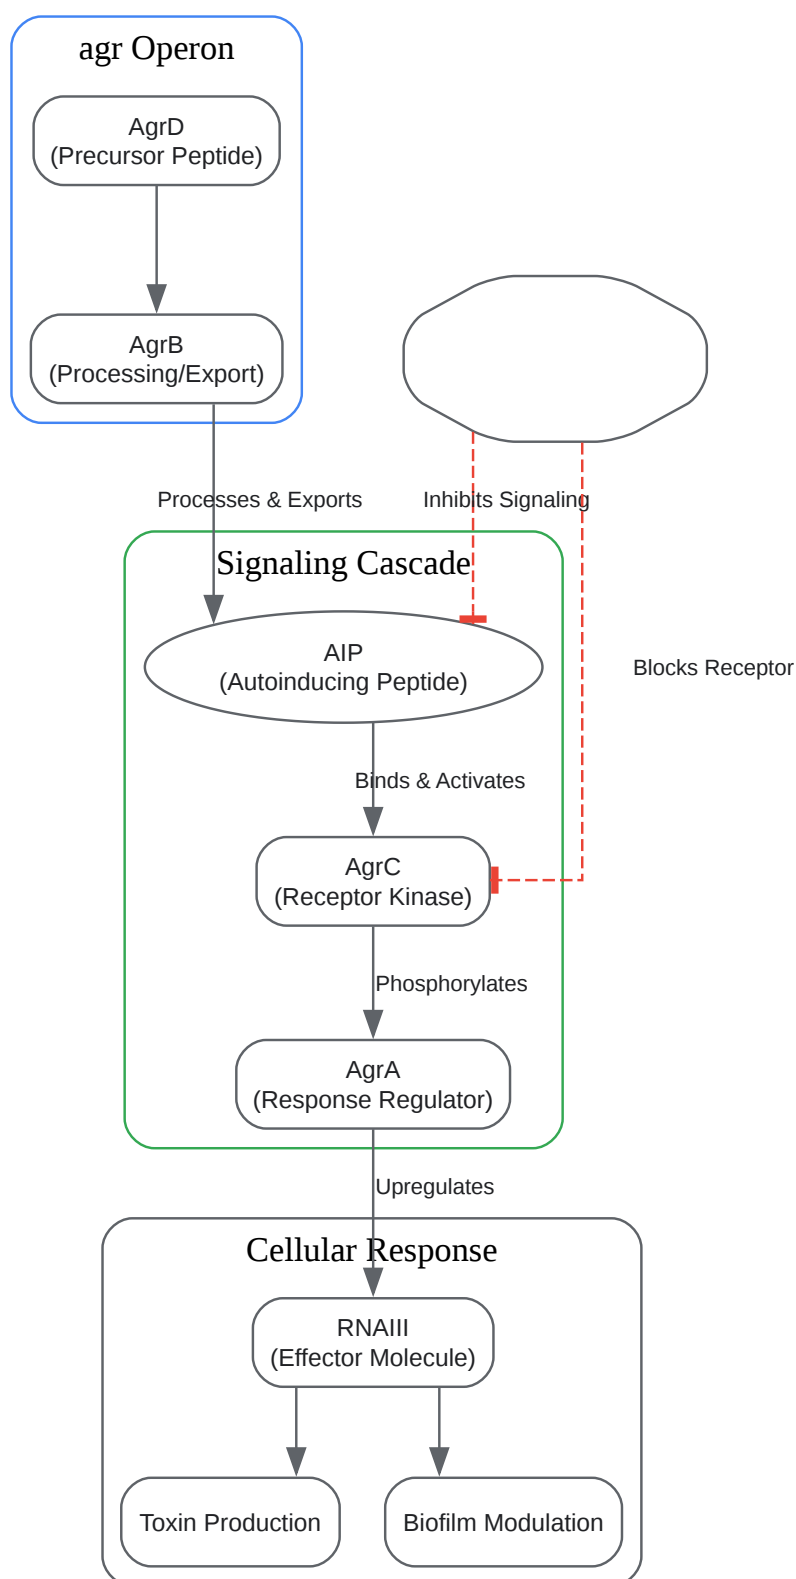 agr Operon
AgrD
(Precursor Peptide)
AgrB
(Processing/Export)
Processes & Exports
Inhibits Signaling
Signaling Cascade
AIP
(Autoinducing Peptide)
Blocks Receptor
Binds & Activates
AgrC
(Receptor Kinase)
Phosphorylates
AgrA
(Response Regulator)
Upregulates
Cellular Response
RNAIII
(Effector Molecule)
Toxin Production
Biofilm Modulation